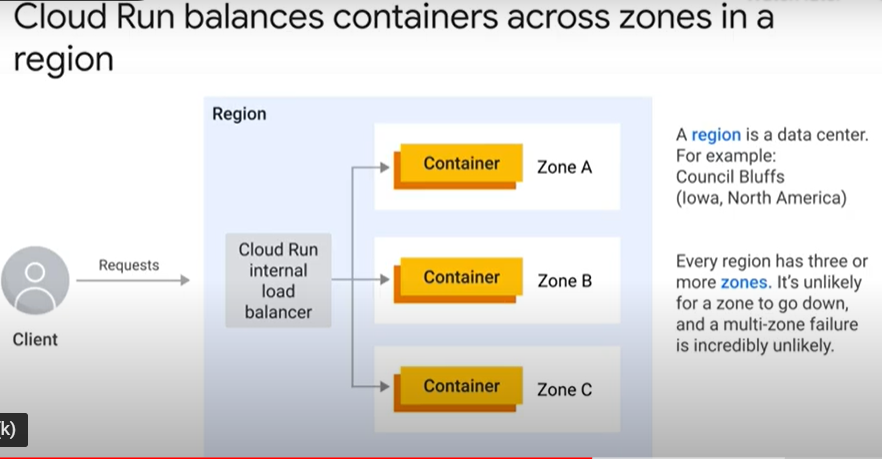 Cloud Run balances containers across zones in a
region
Region
Container
Zone A
A region is a data center.
For example:
Council Bluffs
(Iowa, North America)
Requests
Cloud Run
internal
load
balancer
Container
Zone B
Every region has three or
more zones. It's unlikely
for a zone to go down,
and a multi-zone failure
is incredibly unlikely.
Client
Container
Zone C
k)